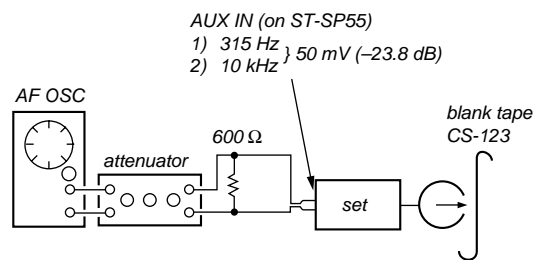 AUX IN (on ST-SP55)
1) 315 Hz
2) 10 kHz } 50 mV (–23.8 dB)
AF OSC
attenuator
600 Ω
set
blank tape
CS-123